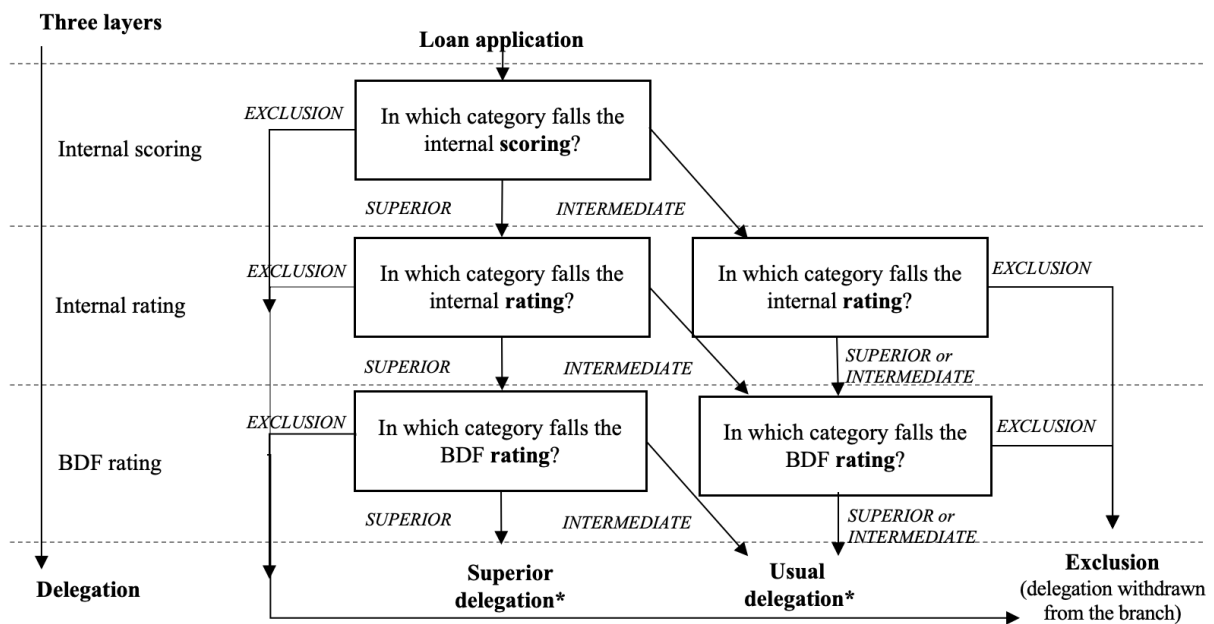 Three layers
Loan application
EXCLUSION
In which category falls the
internal scoring?
Internal scoring
SUPERIOR
INTERMEDIATE
EXCLUSION
In which category falls the
internal rating?
In which category falls the
internal rating?
EXCLUSION
Internal rating
SUPERIOR
INTERMEDIATE
SUPERIOR or
INTERMEDIATE
EXCLUSION
In which category falls the
BDF rating?
In which category falls the
BDF rating?
EXCLUSION
BDF rating
SUPERIOR
INTERMEDIATE
SUPERIOR or
INTERMEDIATE
Delegation
Superior
delegation*
Usual
delegation*
Exclusion
(delegation withdrawn
from the branch)